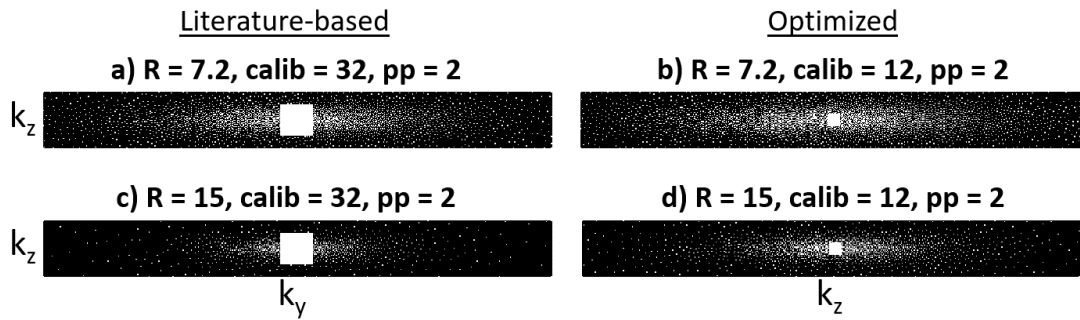 Literature-based Optimized
a) R = 7.2, calib = 32, pp = 2 b) R = 7.2, calib = 12, pp = 2
k_z
c) R = 15, calib = 32, pp = 2 d) R = 15, calib = 12, pp = 2
k_z
k_y k_z